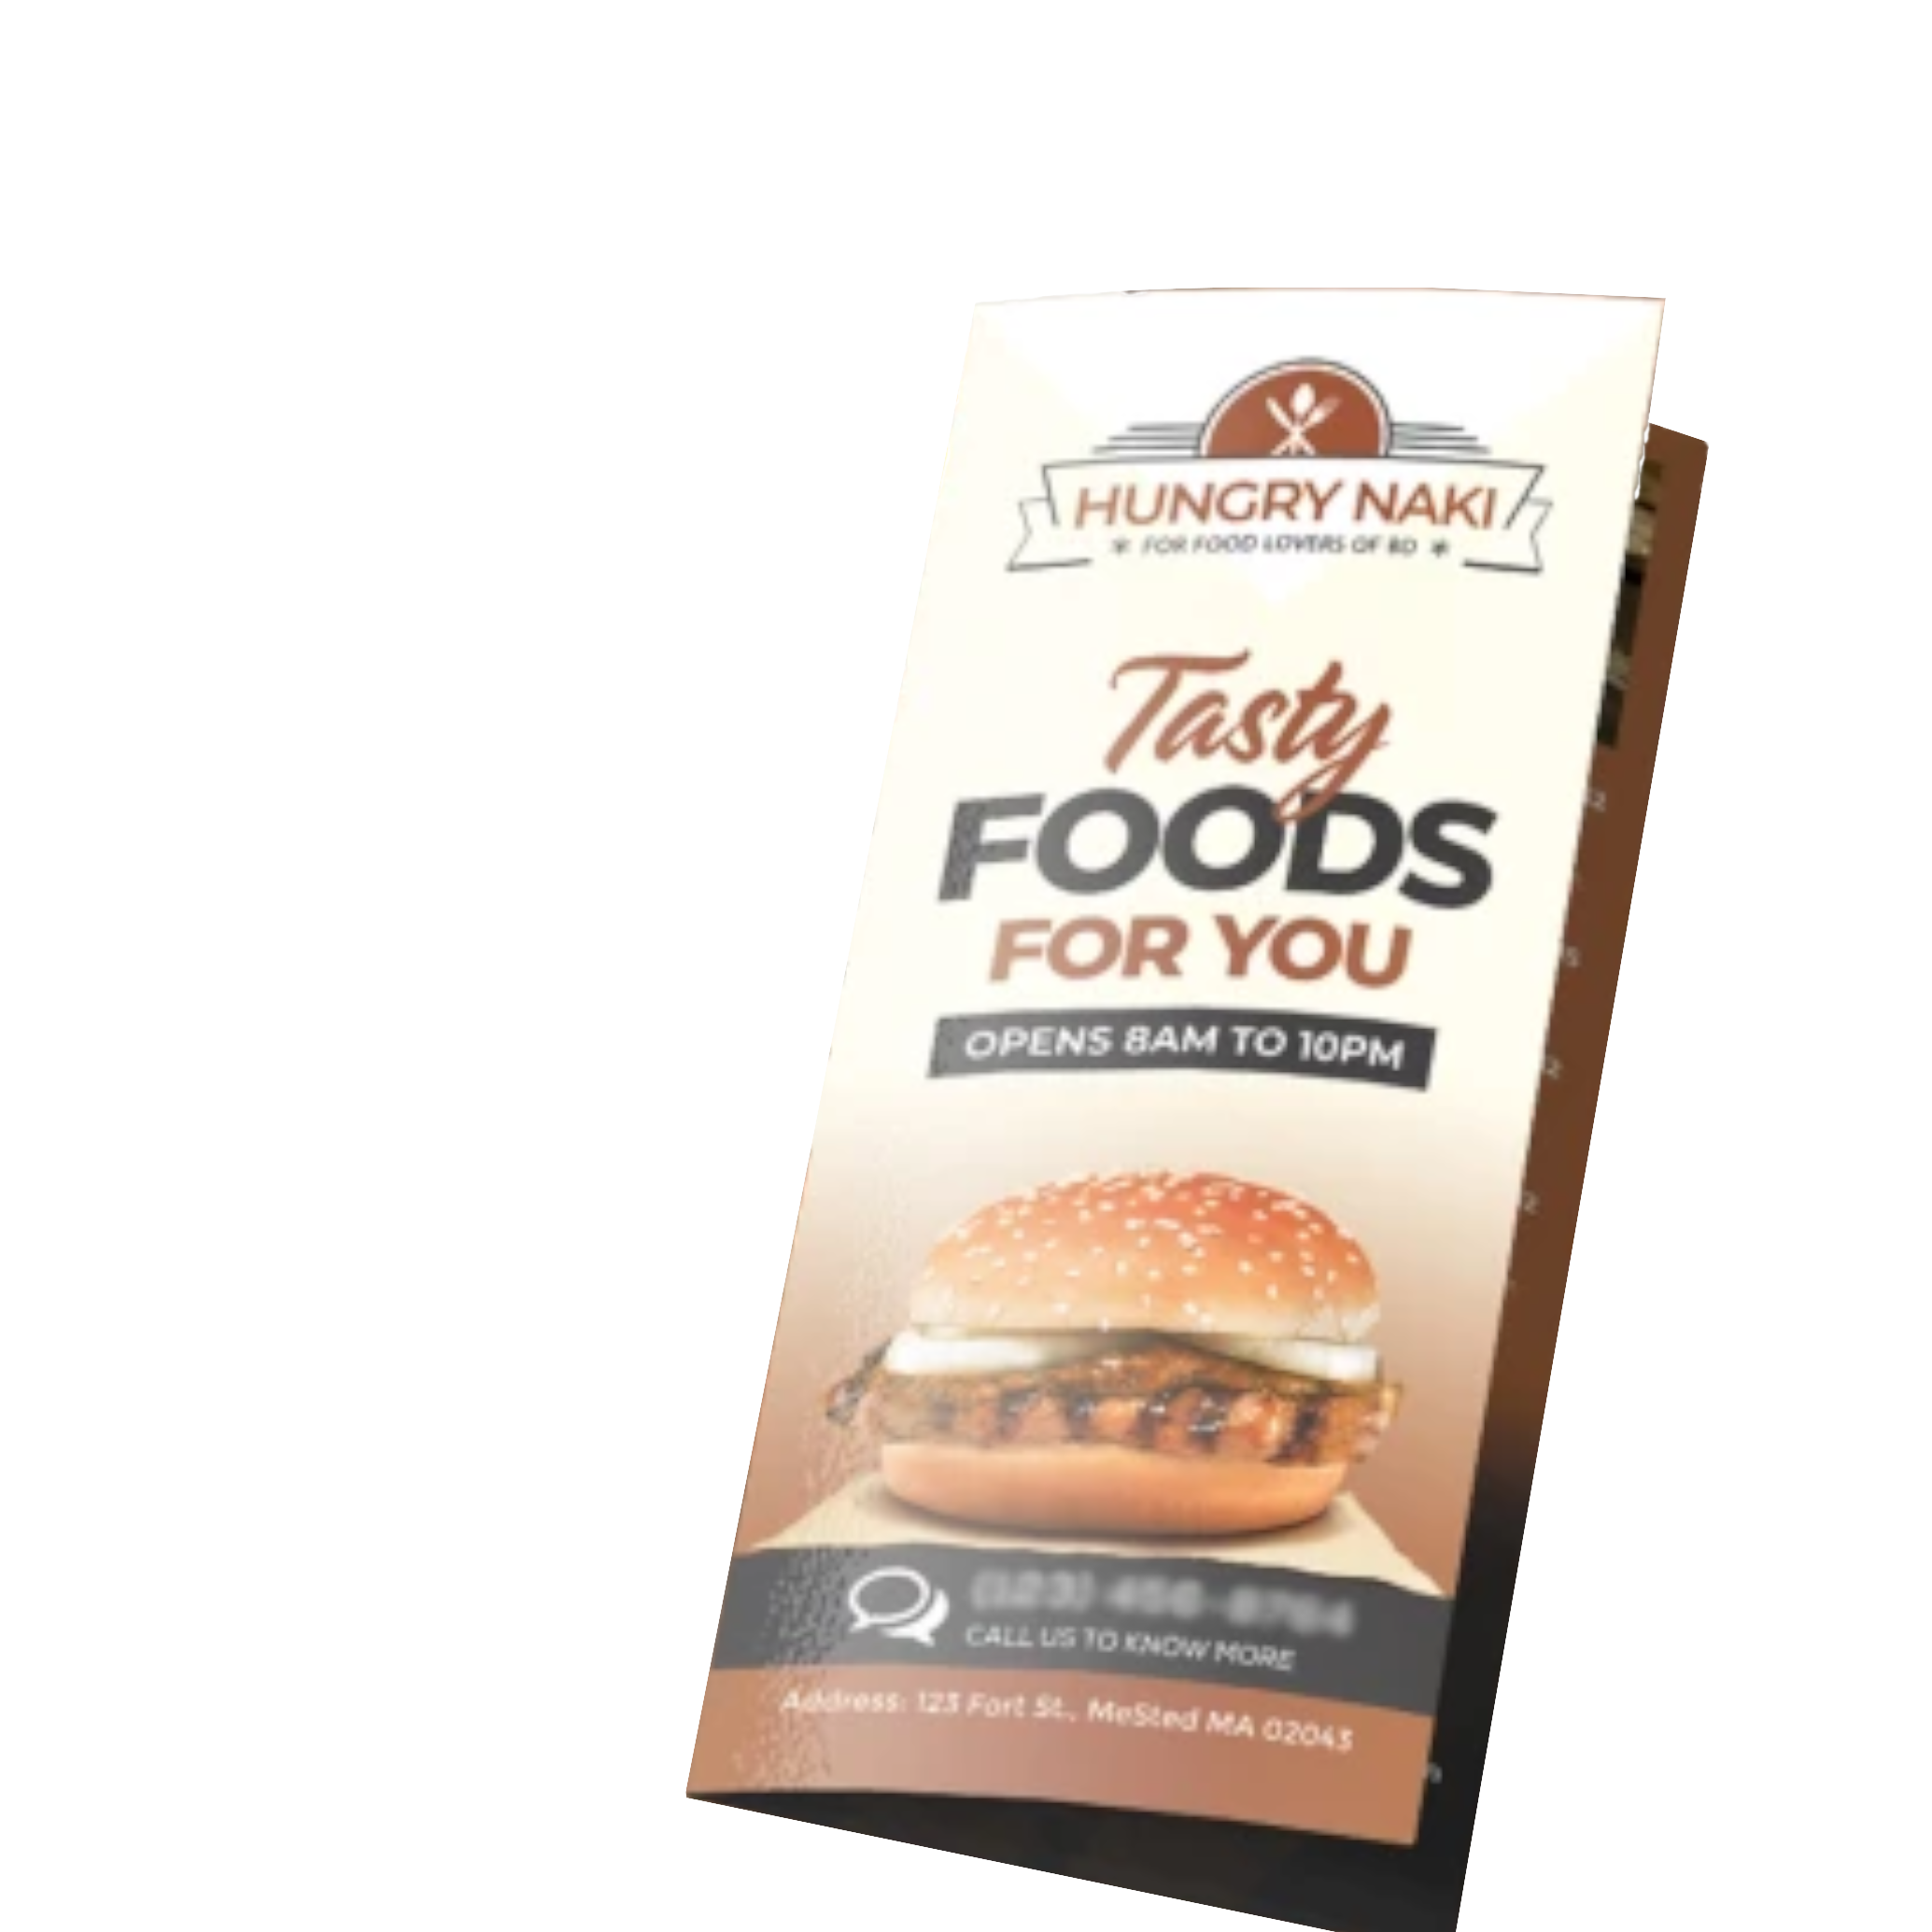 HUNGRY NAKI
* FOR FOOD LOVERS OF BD *
Tasty
FOODS
FOR YOU
OPENS 8AM TO 10PM
CALL US TO KNOW MORE
Address: 123 Fort St., MeSted MA 02043